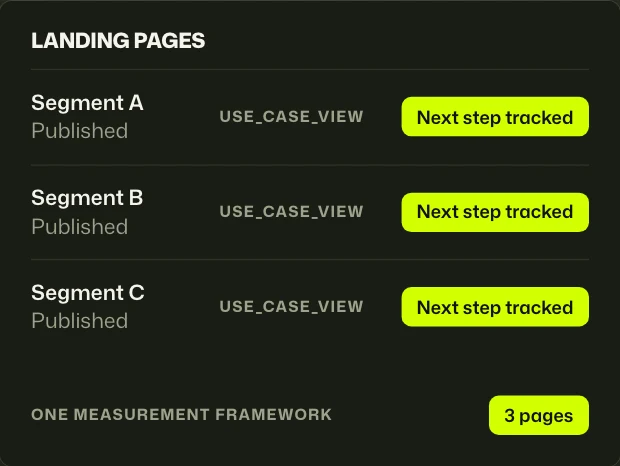 LANDING PAGES
Segment A
Published
USE_CASE_VIEW
Next step tracked
Segment B
Published
USE_CASE_VIEW
Next step tracked
Segment C
Published
USE_CASE_VIEW
Next step tracked
ONE MEASUREMENT FRAMEWORK
3 pages